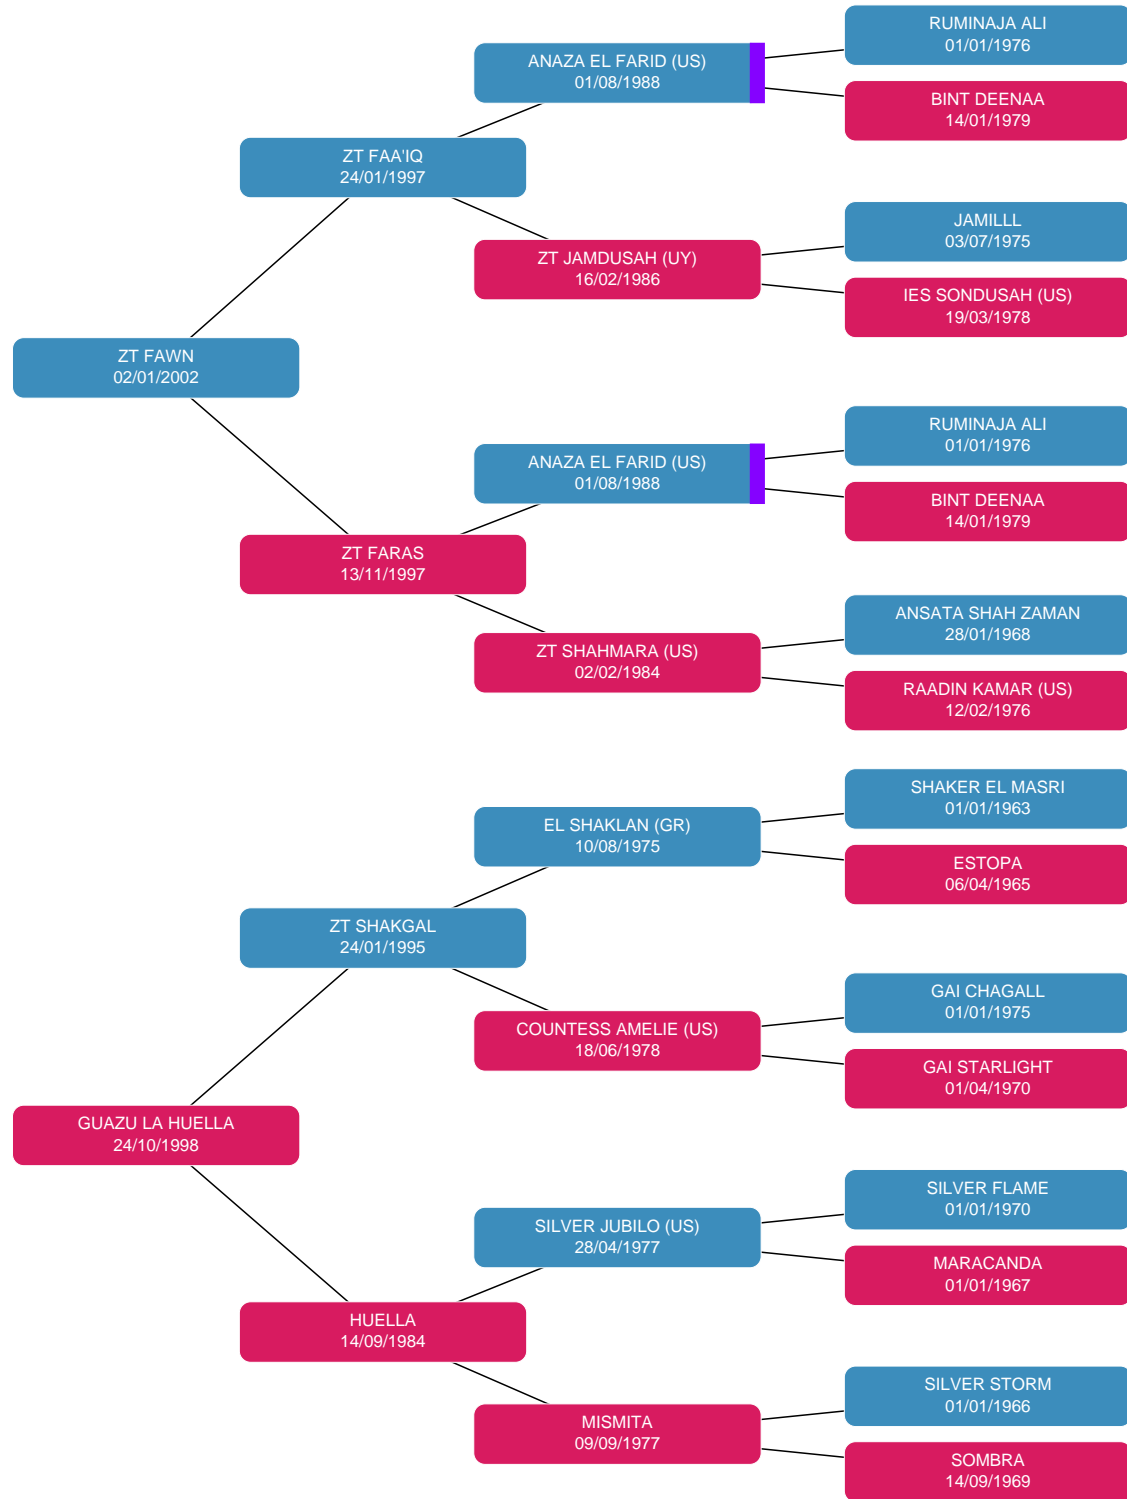 RUMINAJA ALI
01/01/1976
ANAZA EL FARID (US)
01/08/1988
BINT DEENAA
14/01/1979
ZT FAA'IQ
24/01/1997
JAMILLL
03/07/1975
ZT JAMDUSAH (UY)
16/02/1986
IES SONDUSAH (US)
19/03/1978
ZT FAWN
02/01/2002
RUMINAJA ALI
01/01/1976
ANAZA EL FARID (US)
01/08/1988
BINT DEENAA
14/01/1979
ZT FARAS
13/11/1997
ANSATA SHAH ZAMAN
28/01/1968
ZT SHAHMARA (US)
02/02/1984
RAADIN KAMAR (US)
12/02/1976
SHAKER EL MASRI
01/01/1963
EL SHAKLAN (GR)
10/08/1975
ESTOPA
06/04/1965
ZT SHAKGAL
24/01/1995
GAI CHAGALL
01/01/1975
COUNTESS AMELIE (US)
18/06/1978
GAI STARLIGHT
01/04/1970
GUAZU LA HUELLA
24/10/1998
SILVER FLAME
01/01/1970
SILVER JUBILO (US)
28/04/1977
MARACANDA
01/01/1967
HUELLA
14/09/1984
SILVER STORM
01/01/1966
MISMITA
09/09/1977
SOMBRA
14/09/1969